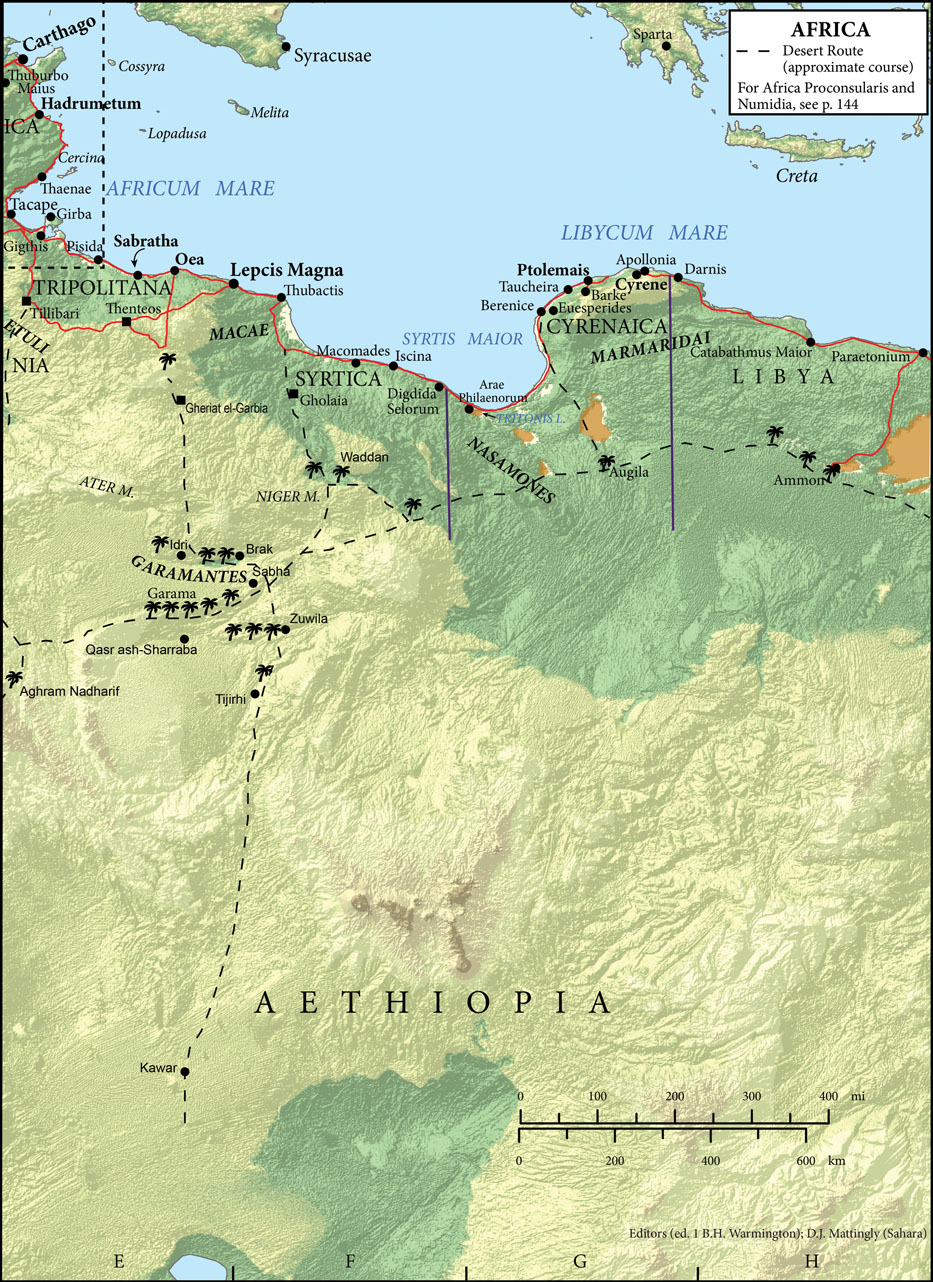 AFRICA
Desert Route
(approximate course)
For Africa Proconsularis and
Numidia, see p. 144
Carthago
Thuburbo
Maius
Hadrumetum
ICA
Cossyra
Syracusae
Sparta
Melita
Lopadusa
Cercina
Thaenae
AFRICUM MARE
Creta
Tacape
Girba
Gigthis
Pisida
Sabratha
Oea
LIBYCUM MARE
Lepcis Magna
Thubactis
TRIPOLITANA
Tillibari
Thenteos
ETULI
NIA
MACAE
Ptolemais
Apollonia
Darnis
Taucheira
Cyrene
Barke
Berenice
Euesperides
CYRENAICA
SYRTIS MAIOR
MARMARIDAI
Catabathmus Maior
Paraetonium
LIBYA
Macomades
Iscina
SYRTICA
Gheriat el-Garbia
Gholaia
Digdida
Selorum
Arae
Philaenorum
TRITONIS L.
NASAMONES
Waddan
Augila
Ammon
ATER M.
NIGER M.
Idri
Brak
GARAMANTES
Sabha
Garama
Zuwila
Qasr ash-Sharraba
Aghram Nadharif
Tijirhi
AETHIOPIA
Kawar
0 100 200 300 400 mi
0 200 400 600 km
Editors (ed. 1 B.H. Warmington); D.J. Mattingly (Sahara)
E F G H